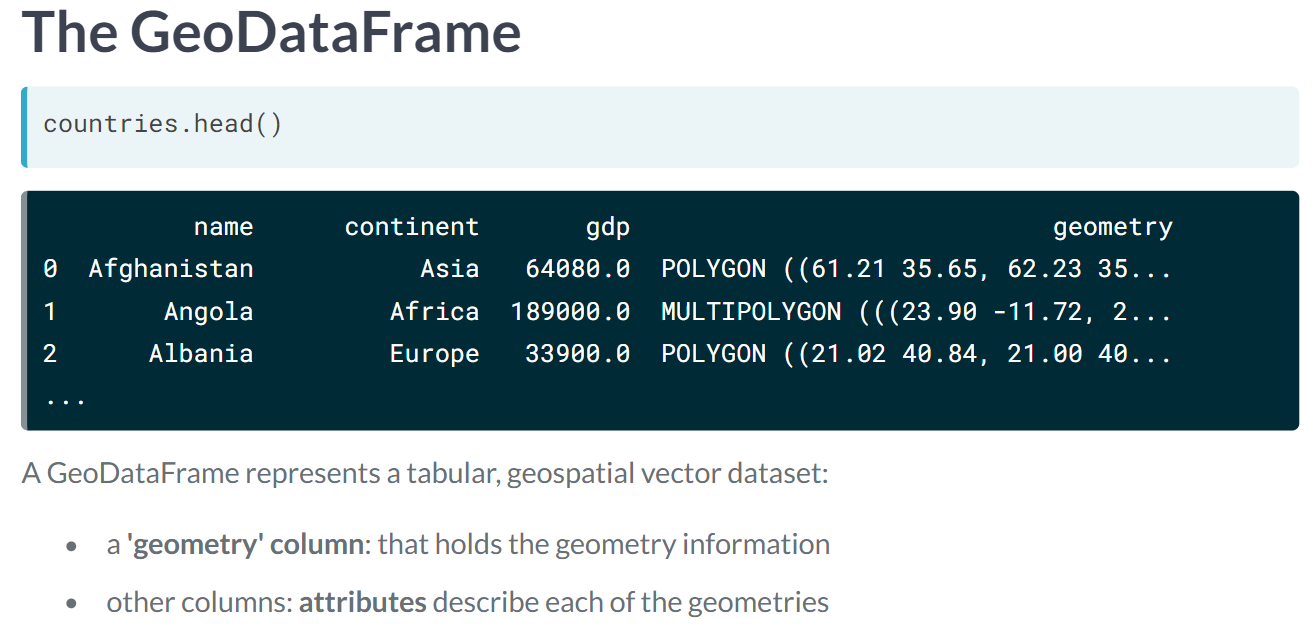 The GeoDataFrame
countries.head()
name continent gdp geometry
0 Afghanistan Asia 64080.0 POLYGON ((61.21 35.65, 62.23 35...
1 Angola Africa 189000.0 MULTIPOLYGON (((23.90 -11.72, 2...
2 Albania Europe 33900.0 POLYGON ((21.02 40.84, 21.00 40...
...
A GeoDataFrame represents a tabular, geospatial vector dataset:
• a 'geometry' column: that holds the geometry information
• other columns: attributes describe each of the geometries